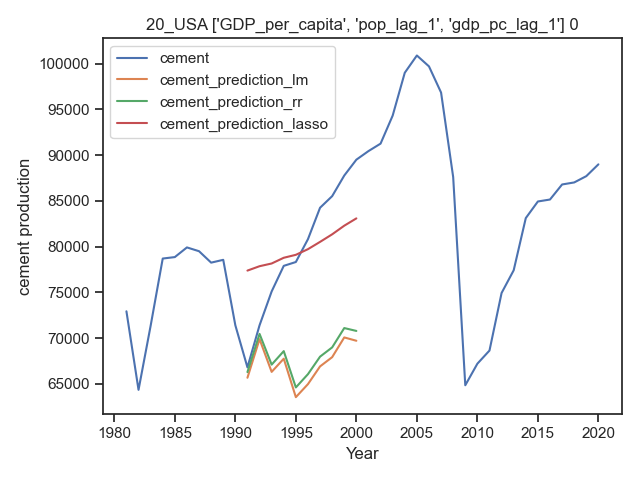 20_USA ['GDP_per_capita', 'pop_lag_1', 'gdp_pc_lag_1'] 0
cement
cement_prediction_lm
cement_prediction_rr
cement_prediction_lasso
cement production
100000
95000
90000
85000
80000
75000
70000
65000
1980 1985 1990 1995 2000 2005 2010 2015 2020
Year